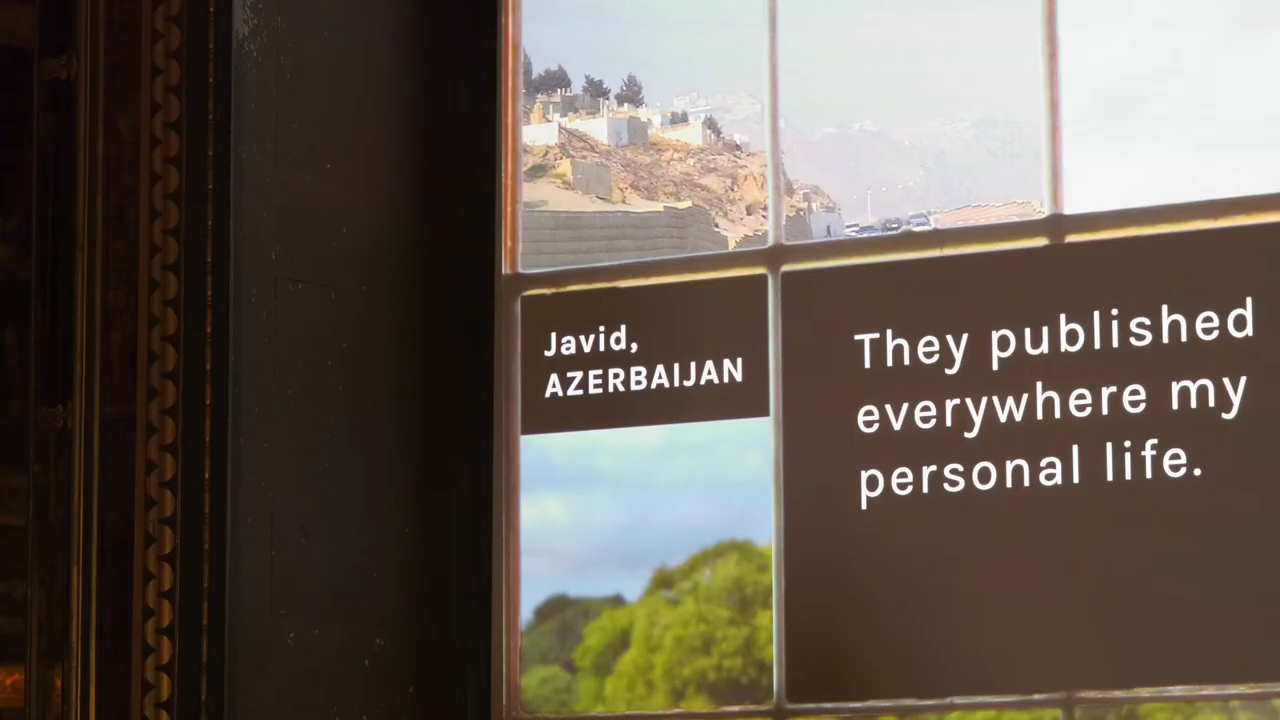 Javid,
AZERBAIJAN
They published
everywhere my
personal life.